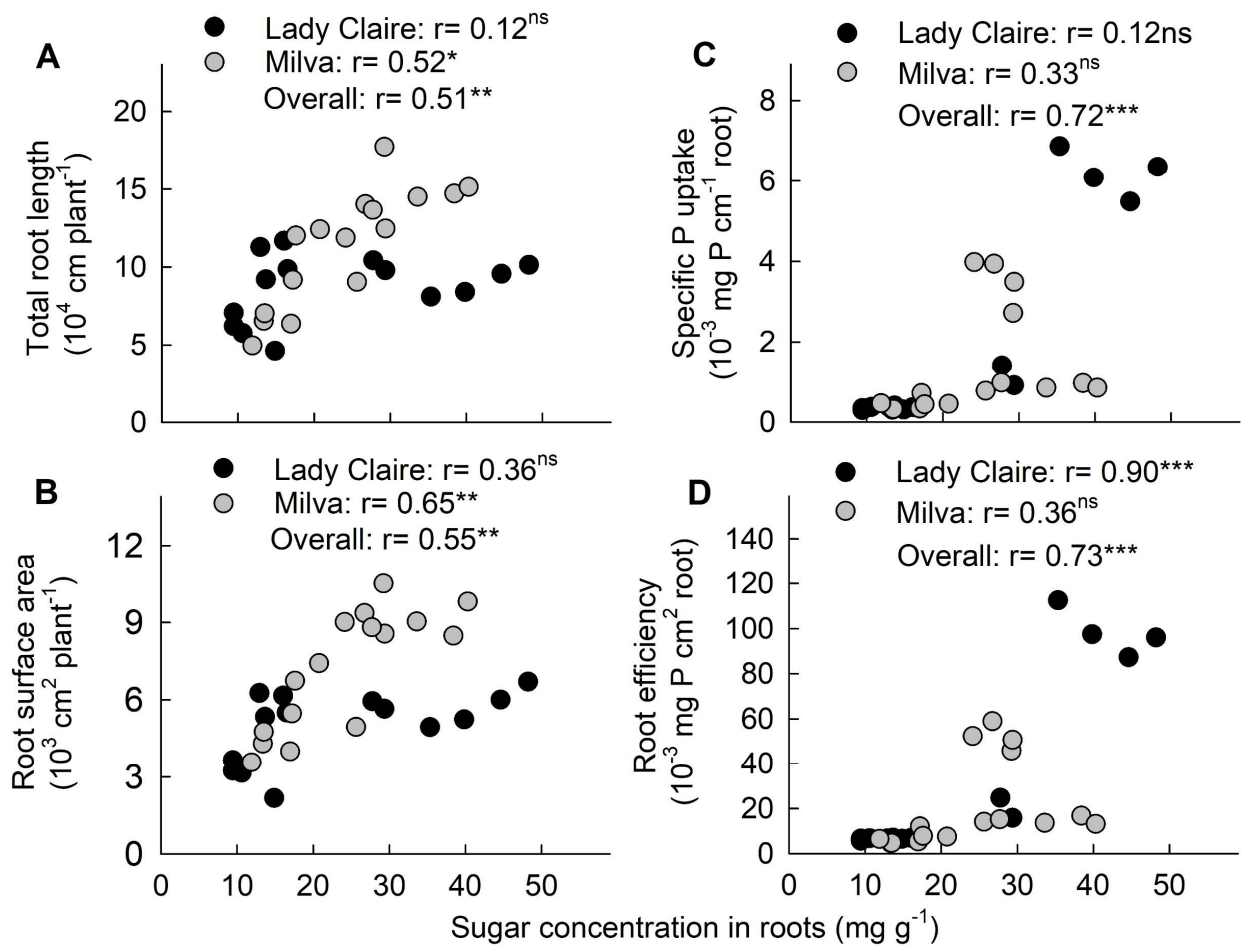 A
Lady Claire: r= 0.12ns
Milva: r= 0.52*
Overall: r= 0.51**
20
15
10
5
0
Total root length
(10⁴ cm plant⁻¹)
C
Lady Claire: r= 0.12ns
Milva: r= 0.33ns
Overall: r= 0.72***
8
6
4
2
0
Specific P uptake
(10⁻³ mg P cm⁻¹ root)
B
Lady Claire: r= 0.36ns
Milva: r= 0.65**
Overall: r= 0.55**
12
9
6
3
0
Root surface area
(10³ cm² plant⁻¹)
0 10 20 30 40 50
D
Lady Claire: r= 0.90***
Milva: r= 0.36ns
Overall: r= 0.73***
140
120
100
80
60
40
20
0
Root efficiency
(10⁻³ mg P cm² root)
0 10 20 30 40 50
Sugar concentration in roots (mg g⁻¹)